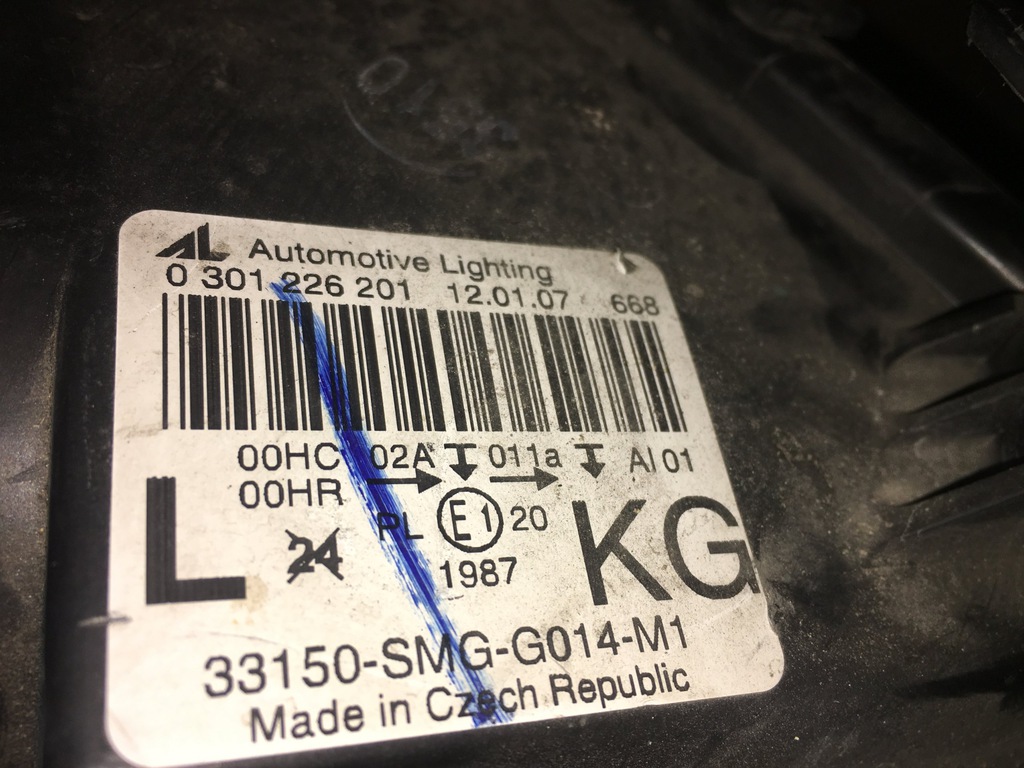 AL Automotive Lighting
0 301 226 201 12.01.07 668
00HC 02A 011a AI 01
00HR
PL E1 20
L 24 KG
1987
33150-SMG-G014-M1
Made in Czech Republic